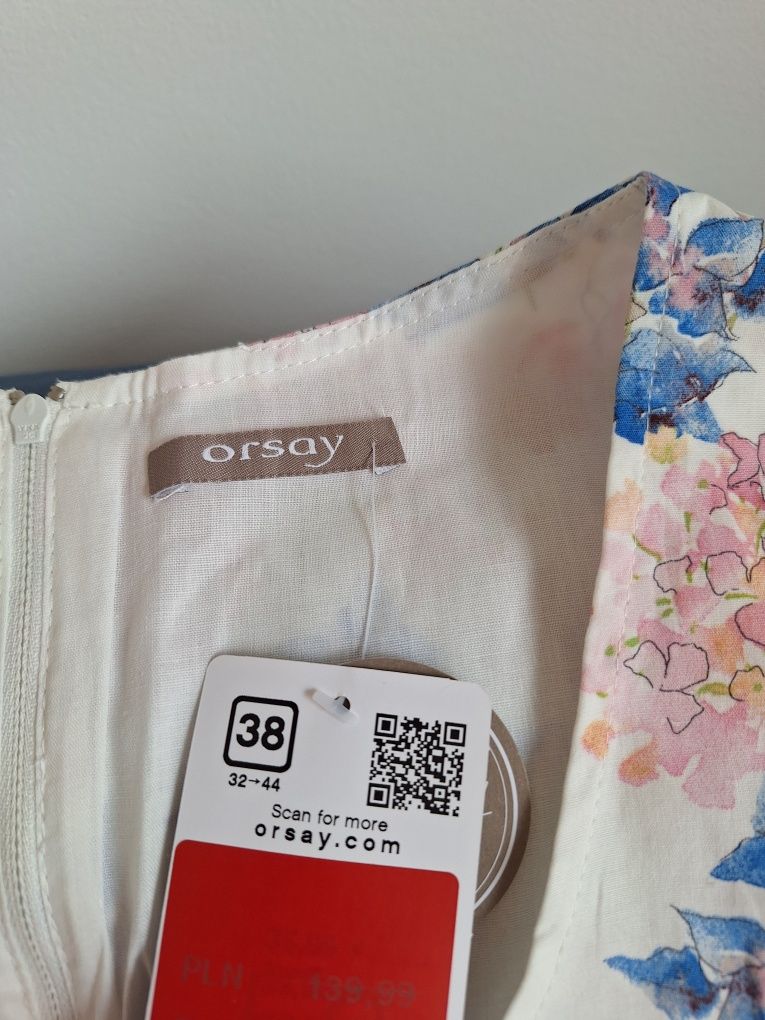 orsay
38
32→44
Scan for more
orsay.com
PLN 139,99